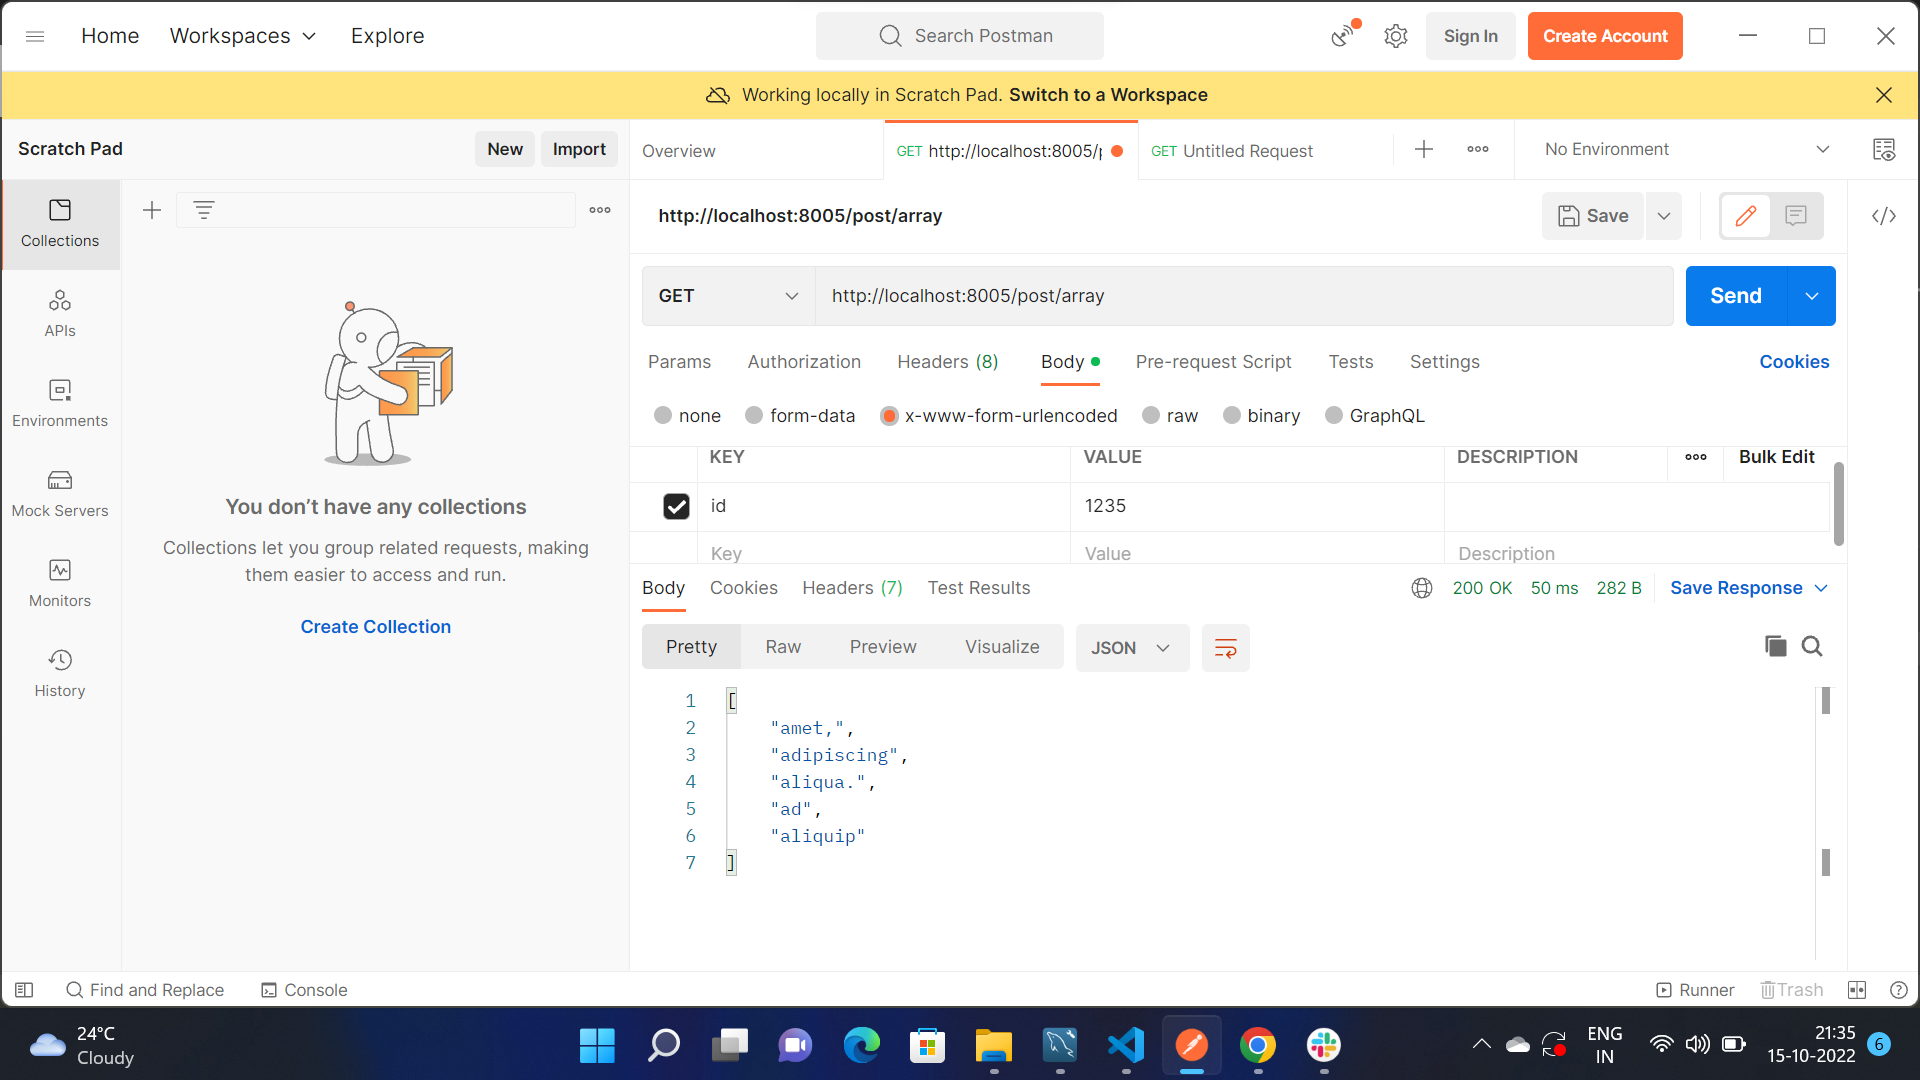 Home Workspaces Explore Search Postman Sign In Create Account
Working locally in Scratch Pad. Switch to a Workspace
Scratch Pad New Import Overview GET http://localhost:8005/p GET Untitled Request No Environment
Collections
APIs
Environments
Mock Servers
Monitors
History
You don’t have any collections
Collections let you group related requests, making
them easier to access and run.
Create Collection
http://localhost:8005/post/array Save
GET http://localhost:8005/post/array Send
Params Authorization Headers (8) Body Pre-request Script Tests Settings Cookies
none form-data x-www-form-urlencoded raw binary GraphQL
KEY VALUE DESCRIPTION Bulk Edit
id 1235
Key Value Description
Body Cookies Headers (7) Test Results 200 OK 50 ms 282 B Save Response
Pretty Raw Preview Visualize JSON
1 [
2 "amet,",
3 "adipiscing",
4 "aliqua.",
5 "ad",
6 "aliquip"
7 ]
Find and Replace Console Runner Trash
24°C
Cloudy
ENG
IN
21:35
15-10-2022
6